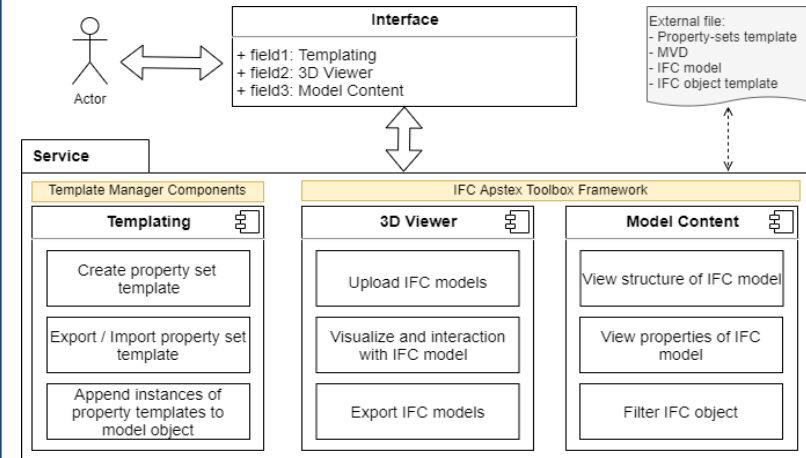 Actor
Interface
+ field1: Templating
+ field2: 3D Viewer
+ field3: Model Content
External file:
- Property-sets template
- MVD
- IFC model
- IFC object template
Service
Template Manager Components
IFC Apstex Toolbox Framework
Templating
Create property set
template
Export / Import property set
template
Append instances of
property templates to
model object
3D Viewer
Upload IFC models
Visualize and interaction
with IFC model
Export IFC models
Model Content
View structure of IFC model
View properties of IFC
model
Filter IFC object